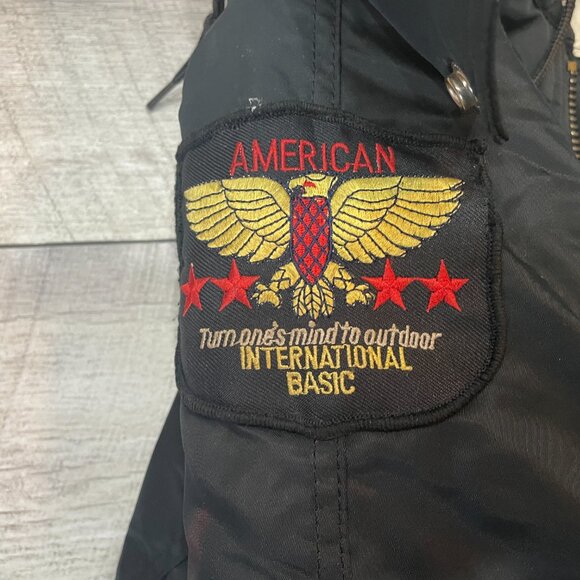 AMERICAN
Turn one's mind to outdoor
INTERNATIONAL
BASIC